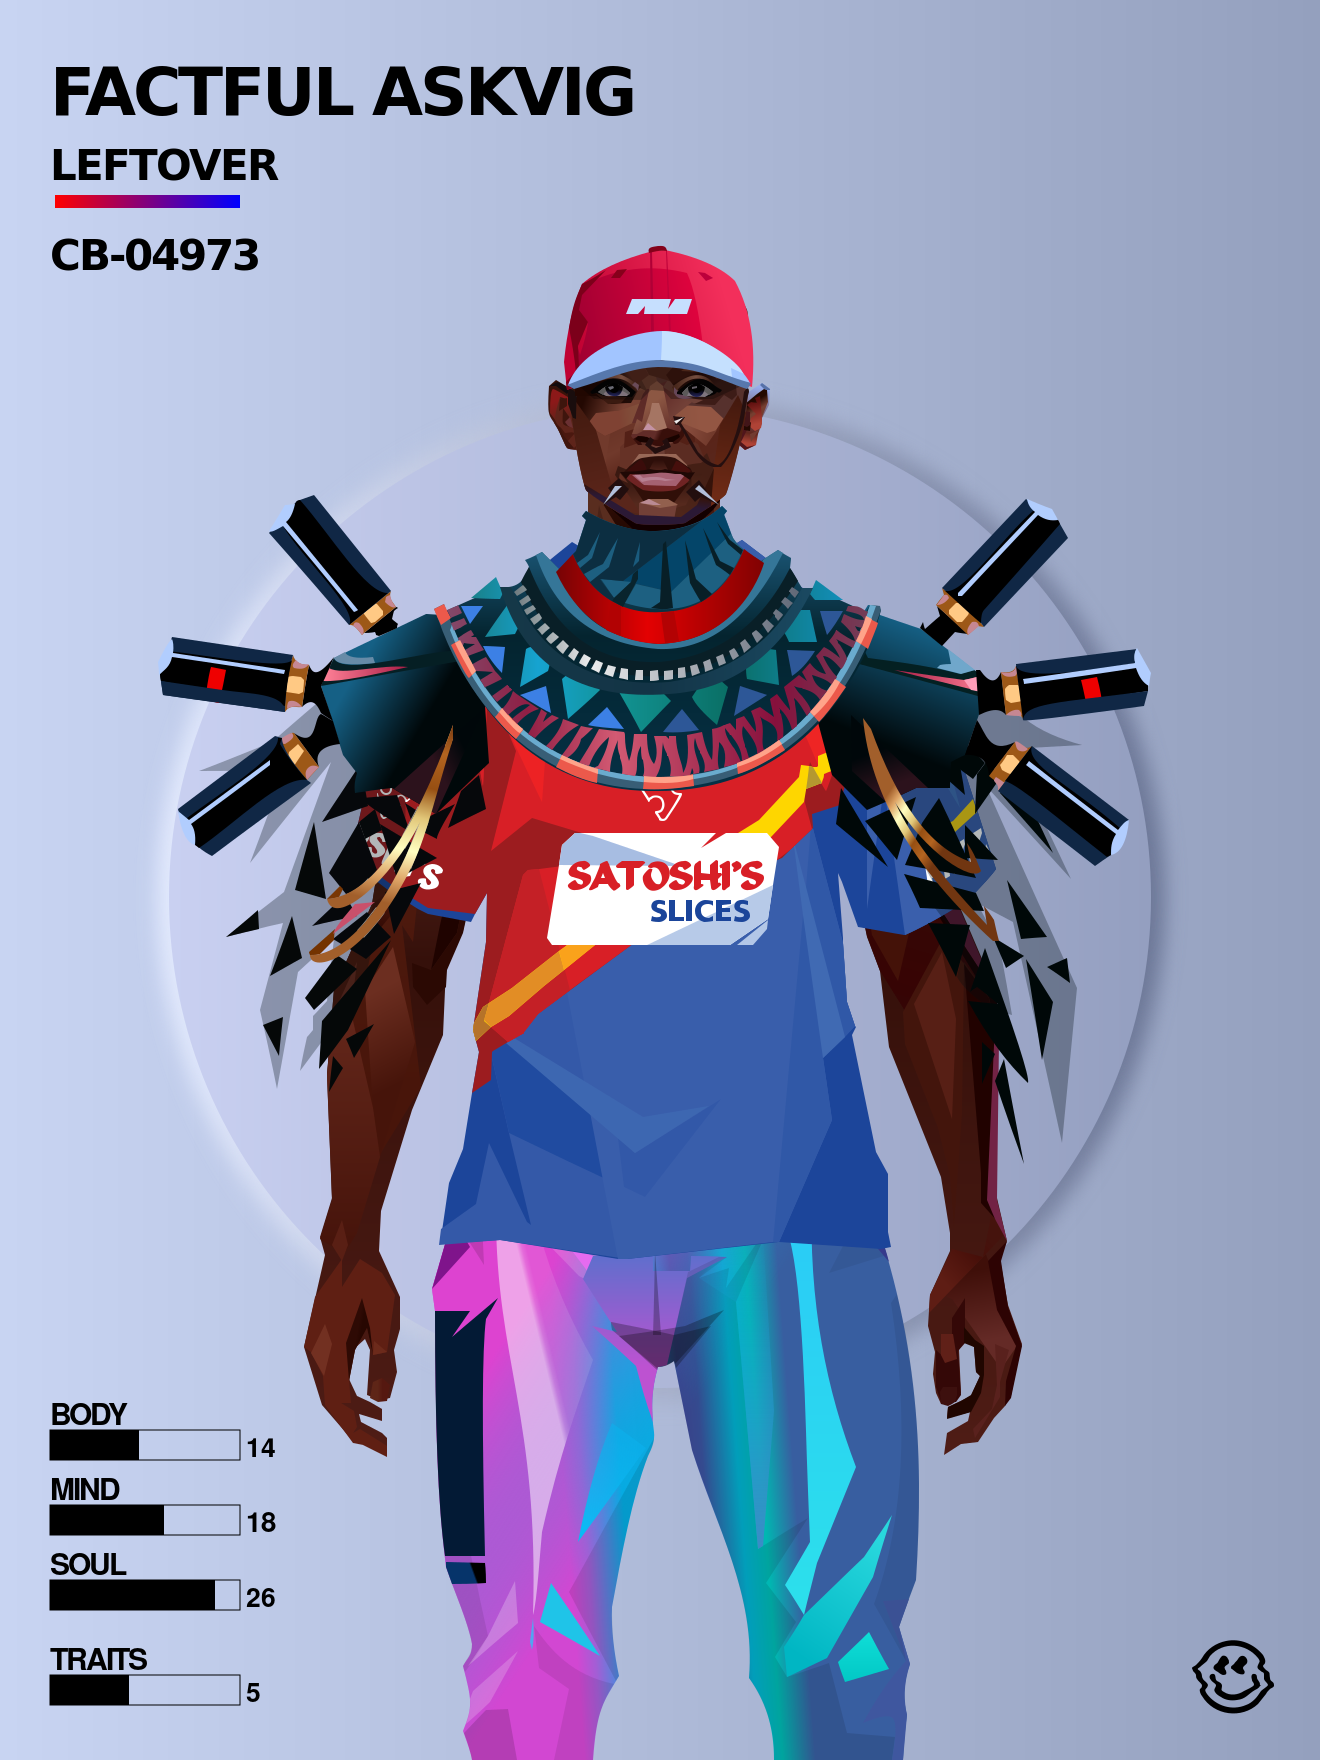 FACTFUL ASKVIG
LEFTOVER
CB-04973
SATOSHI'S
SLICES
BODY
14
MIND
18
SOUL
26
TRAITS
5